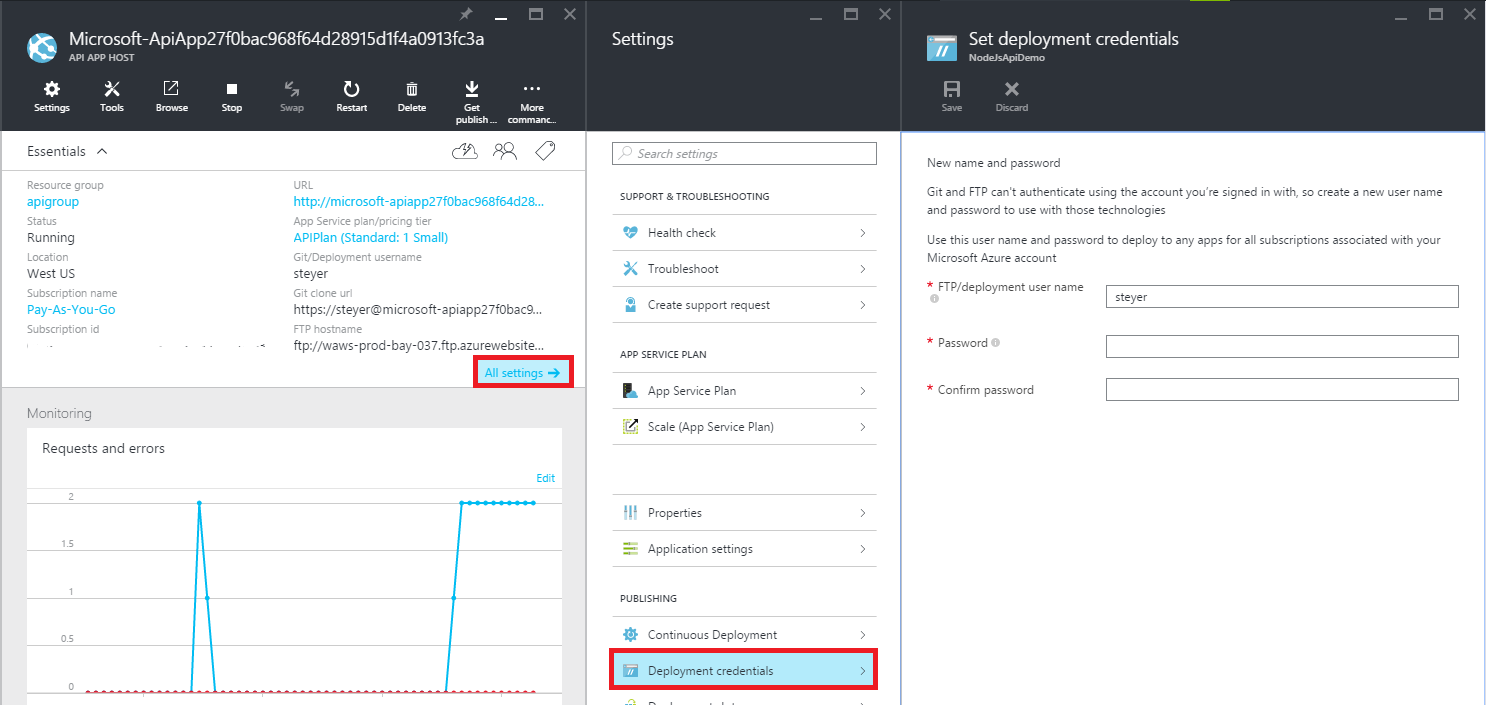 Microsoft-ApiApp27f0bac968f64d28915d1f4a0913fc3a
API APP HOST
Settings
Tools
Browse
Stop
Swap
Restart
Delete
Get
publish ...
More
commanc...
Essentials
Resource group
apigroup
Status
Running
Location
West US
Subscription name
Pay-As-You-Go
Subscription id
URL
http://microsoft-apiapp27f0bac968f64d28...
App Service plan/pricing tier
APIPlan (Standard: 1 Small)
Git/Deployment username
steyer
Git clone url
https://steyer@microsoft-apiapp27f0bac9...
FTP hostname
ftp://waws-prod-bay-037.ftp.azurewebsite...
All settings
Monitoring
Requests and errors
Edit
2
1.5
1
0.5
0
Settings
Search settings
SUPPORT & TROUBLESHOOTING
Health check
Troubleshoot
Create support request
APP SERVICE PLAN
App Service Plan
Scale (App Service Plan)
Properties
Application settings
PUBLISHING
Continuous Deployment
Deployment credentials
Set deployment credentials
NodeJsApiDemo
Save
Discard
New name and password
Git and FTP can't authenticate using the account you're signed in with, so create a new user name
and password to use with those technologies
Use this user name and password to deploy to any apps for all subscriptions associated with your
Microsoft Azure account
* FTP/deployment user name
steyer
* Password
* Confirm password